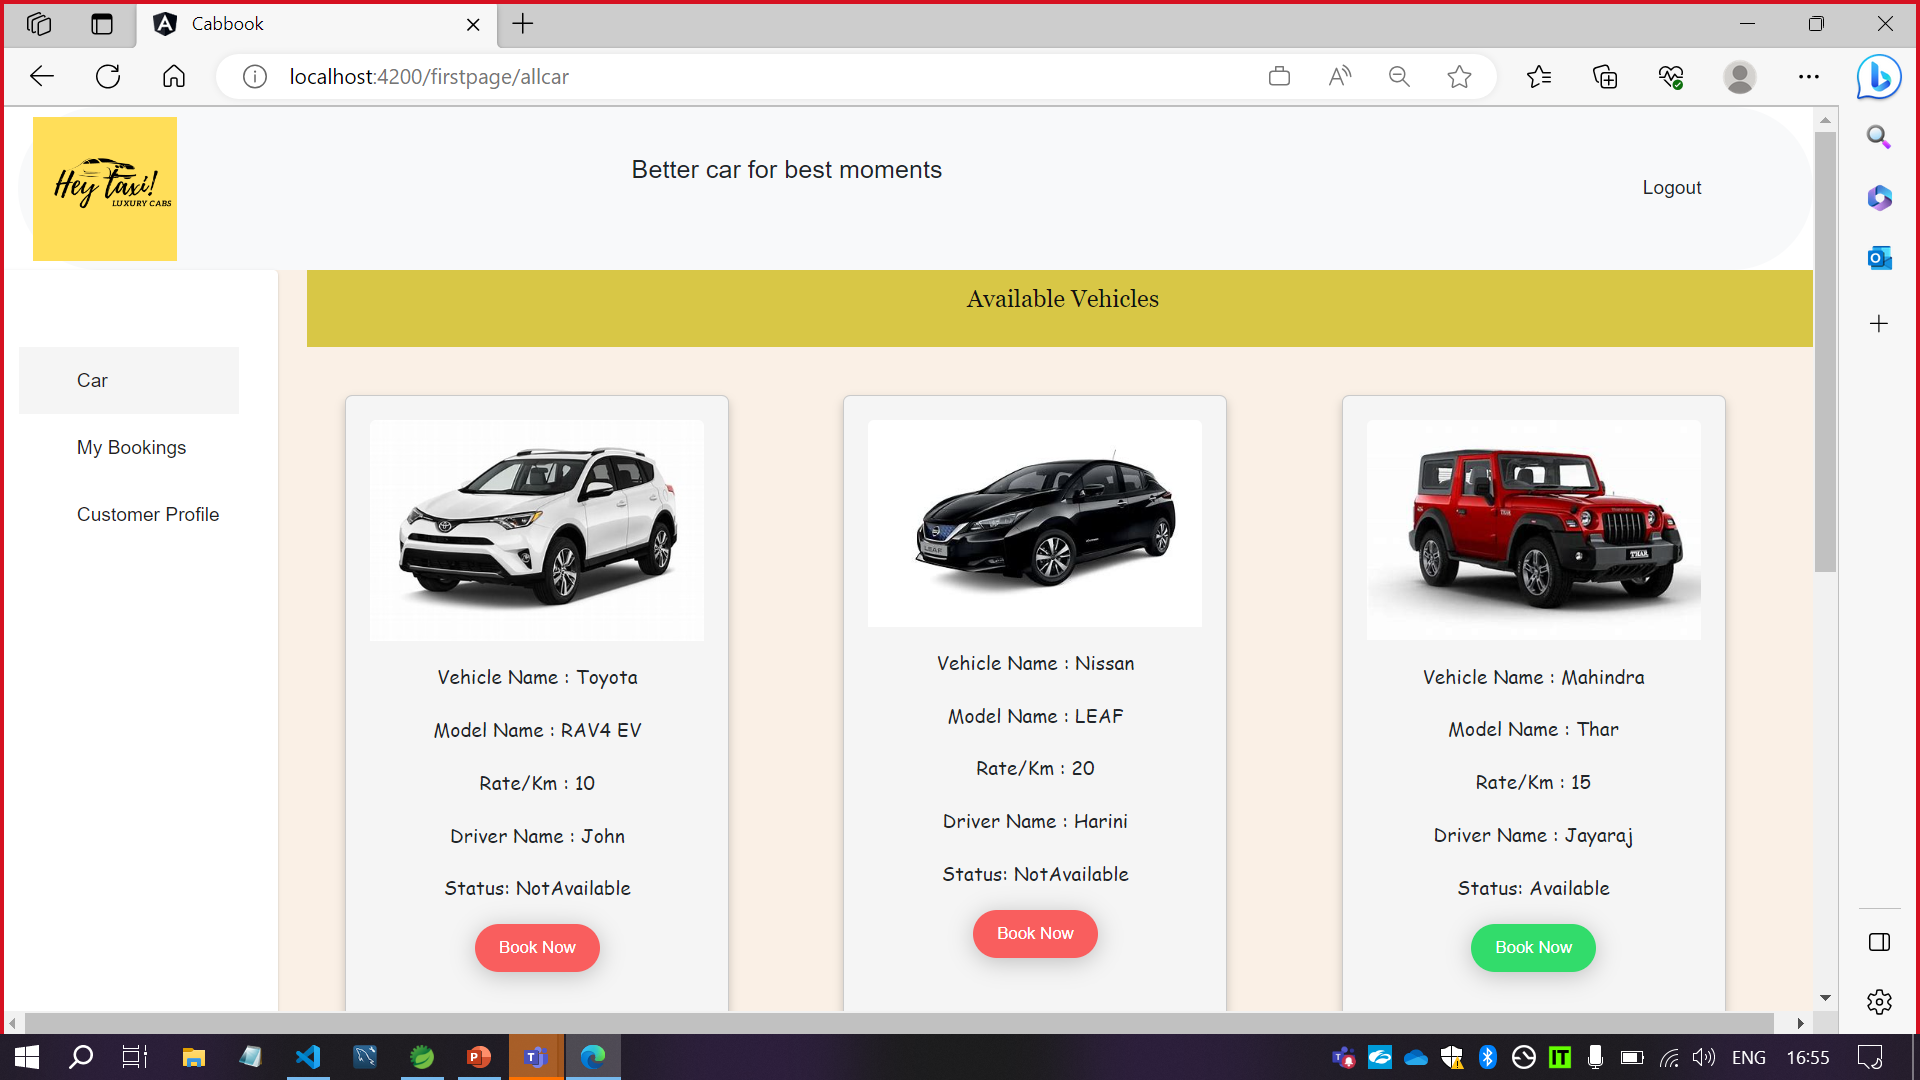 Cabbook
localhost:4200/firstpage/allcar
Hey taxi!
LUXURY CABS
Better car for best moments
Logout
Available Vehicles
Car
My Bookings
Customer Profile
LEAF
THAR
Vehicle Name : Toyota
Model Name : RAV4 EV
Rate/Km : 10
Driver Name : John
Status: NotAvailable
Book Now
Vehicle Name : Nissan
Model Name : LEAF
Rate/Km : 20
Driver Name : Harini
Status: NotAvailable
Book Now
Vehicle Name : Mahindra
Model Name : Thar
Rate/Km : 15
Driver Name : Jayaraj
Status: Available
Book Now
ENG
16:55